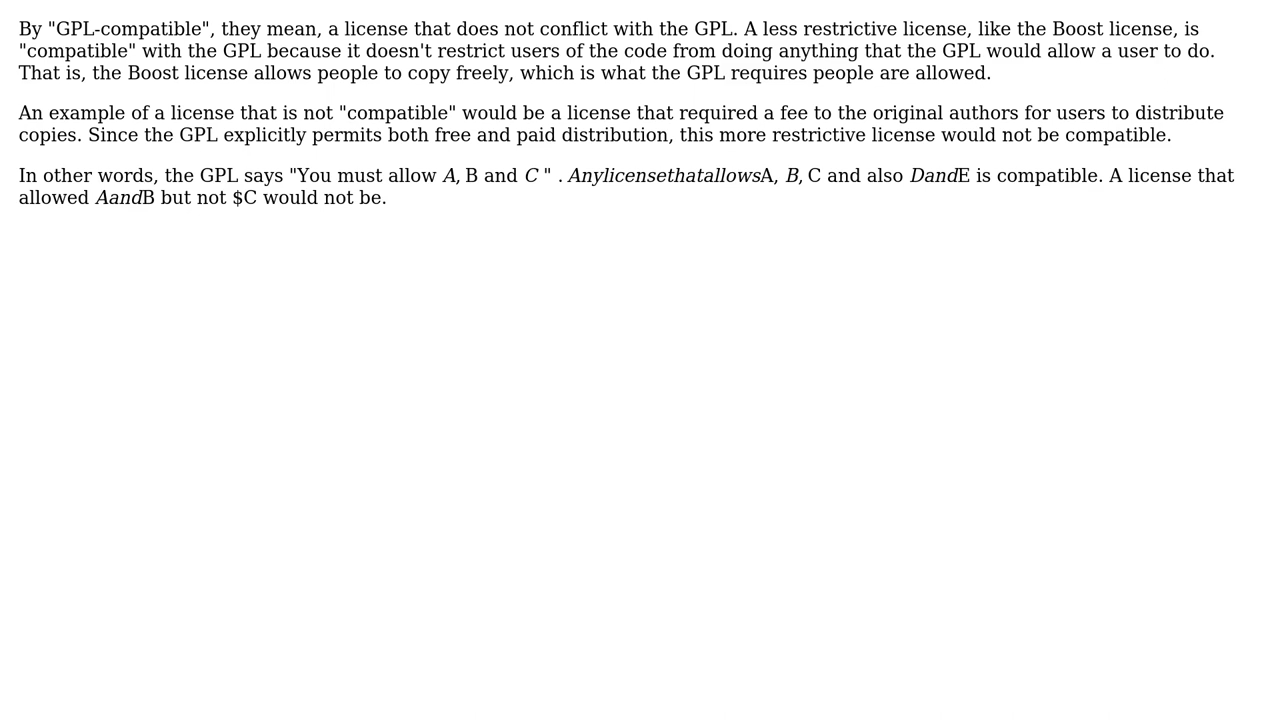 By "GPL-compatible", they mean, a license that does not conflict with the GPL. A less restrictive license, like the Boost license, is
"compatible" with the GPL because it doesn't restrict users of the code from doing anything that the GPL would allow a user to do.
That is, the Boost license allows people to copy freely, which is what the GPL requires people are allowed.
An example of a license that is not "compatible" would be a license that required a fee to the original authors for users to distribute
copies. Since the GPL explicitly permits both free and paid distribution, this more restrictive license would not be compatible.
In other words, the GPL says "You must allow A, B and C " . AnylicensethatallowsA, B, C and also DandE is compatible. A license that
allowed AandB but not $C would not be.